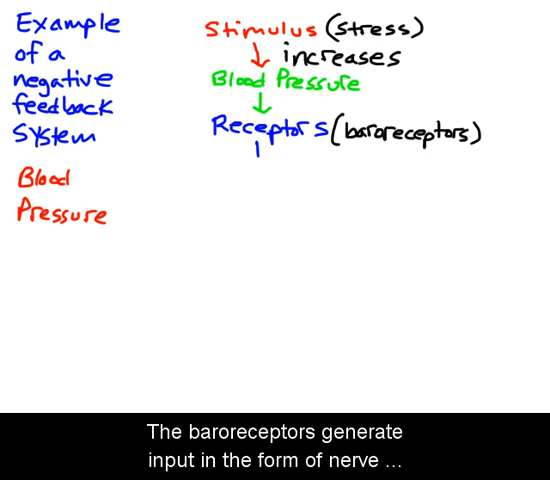 Example
of a
negative
feedback
System
Blood
Pressure
Stimulus (stress)
increases
Blood Pressure
Receptors (baroreceptors)
The baroreceptors generate
input in the form of nerve ...